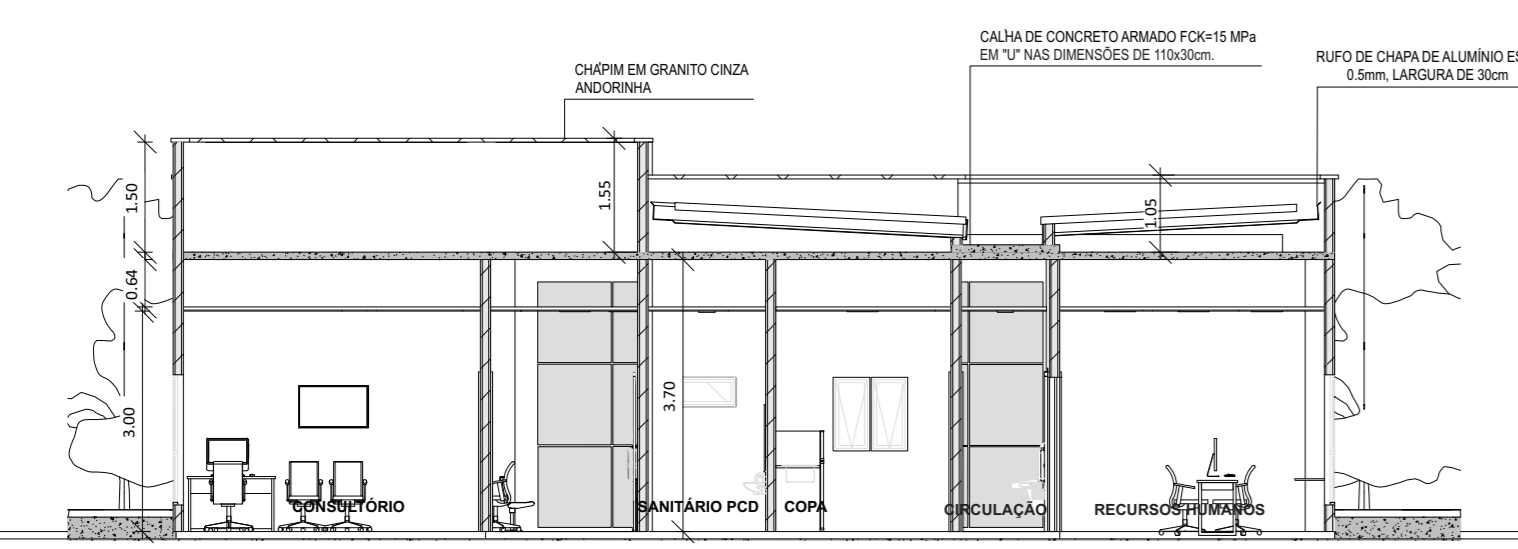 CALHA DE CONCRETO ARMADO FCK=15 MPa
EM "U" NAS DIMENSÕES DE 110x30cm.
RUFO DE CHAPA DE ALUMÍNIO ES
0.5mm, LARGURA DE 30cm
CHAPIM EM GRANITO CINZA
ANDORINHA
1.50
1.55
1.05
0.64
3.00
3.70
CONSULTÓRIO
SANITÁRIO PCD
COPA
CIRCULAÇÃO
RECURSOS HUMANOS